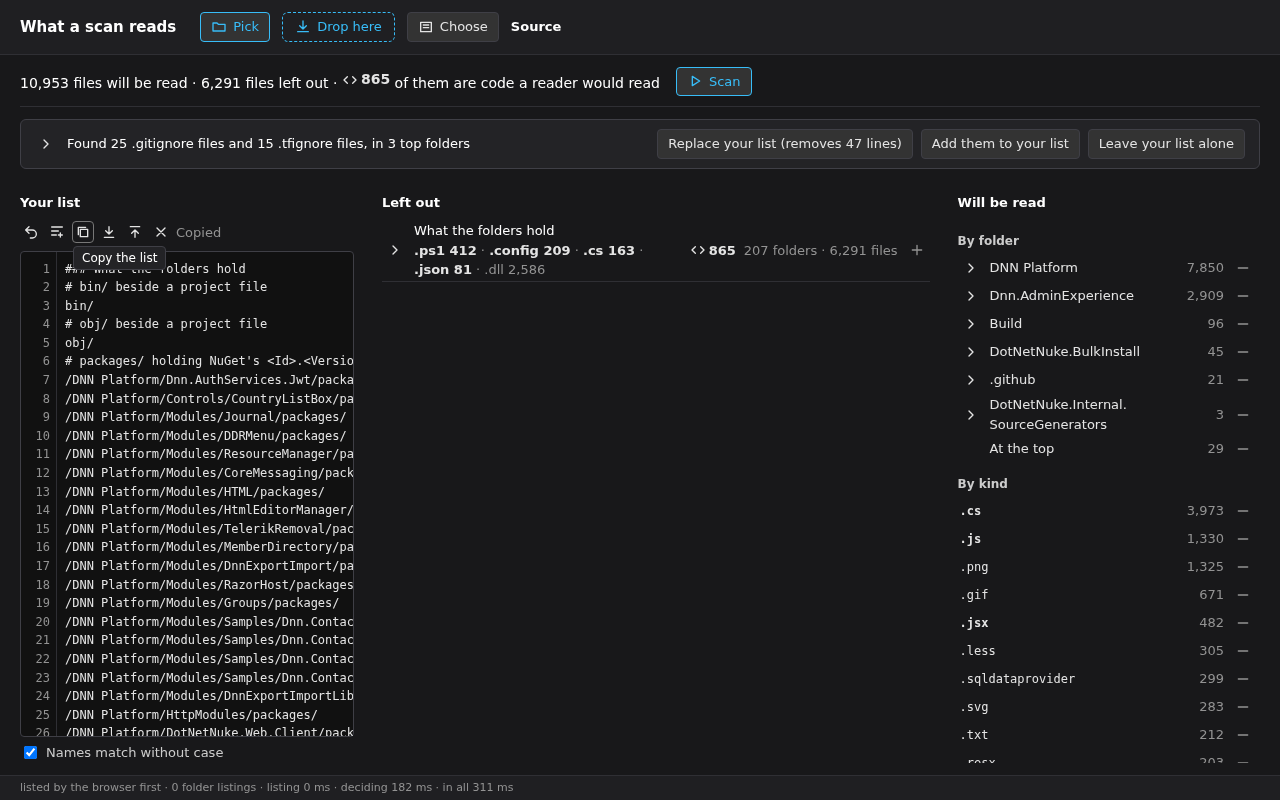 What a scan reads
Pick
Drop here
Choose
Source
10,953 files will be read · 6,291 files left out · <> 865 of them are code a reader would read
Scan
Found 25 .gitignore files and 15 .tfignore files, in 3 top folders
Replace your list (removes 47 lines)
Add them to your list
Leave your list alone
Your list
Copied
Copy the list
1 ### What the folders hold
2 # bin/ beside a project file
3 bin/
4 # obj/ beside a project file
5 obj/
6 # packages/ holding NuGet's <Id>.<Versio
7 /DNN Platform/Dnn.AuthServices.Jwt/packa
8 /DNN Platform/Controls/CountryListBox/pa
9 /DNN Platform/Modules/Journal/packages/
10 /DNN Platform/Modules/DDRMenu/packages/
11 /DNN Platform/Modules/ResourceManager/pa
12 /DNN Platform/Modules/CoreMessaging/pack
13 /DNN Platform/Modules/HTML/packages/
14 /DNN Platform/Modules/HtmlEditorManager/
15 /DNN Platform/Modules/TelerikRemoval/pac
16 /DNN Platform/Modules/MemberDirectory/pa
17 /DNN Platform/Modules/DnnExportImport/pa
18 /DNN Platform/Modules/RazorHost/packages
19 /DNN Platform/Modules/Groups/packages/
20 /DNN Platform/Modules/Samples/Dnn.Contac
21 /DNN Platform/Modules/Samples/Dnn.Contac
22 /DNN Platform/Modules/Samples/Dnn.Contac
23 /DNN Platform/Modules/Samples/Dnn.Contac
24 /DNN Platform/Modules/DnnExportImportLib
25 /DNN Platform/HttpModules/packages/
26 /DNN Platform/DotNetNuke.Web.Client/pack
Names match without case
Left out
What the folders hold
.ps1 412 · .config 209 · .cs 163 ·
.json 81 · .dll 2,586
<> 865 207 folders · 6,291 files
Will be read
By folder
DNN Platform 7,850
Dnn.AdminExperience 2,909
Build 96
DotNetNuke.BulkInstall 45
.github 21
DotNetNuke.Internal.
SourceGenerators 3
At the top 29
By kind
.cs 3,973
.js 1,330
.png 1,325
.gif 671
.jsx 482
.less 305
.sqldataprovider 299
.svg 283
.txt 212
.resx 203
listed by the browser first · 0 folder listings · listing 0 ms · deciding 182 ms · in all 311 ms